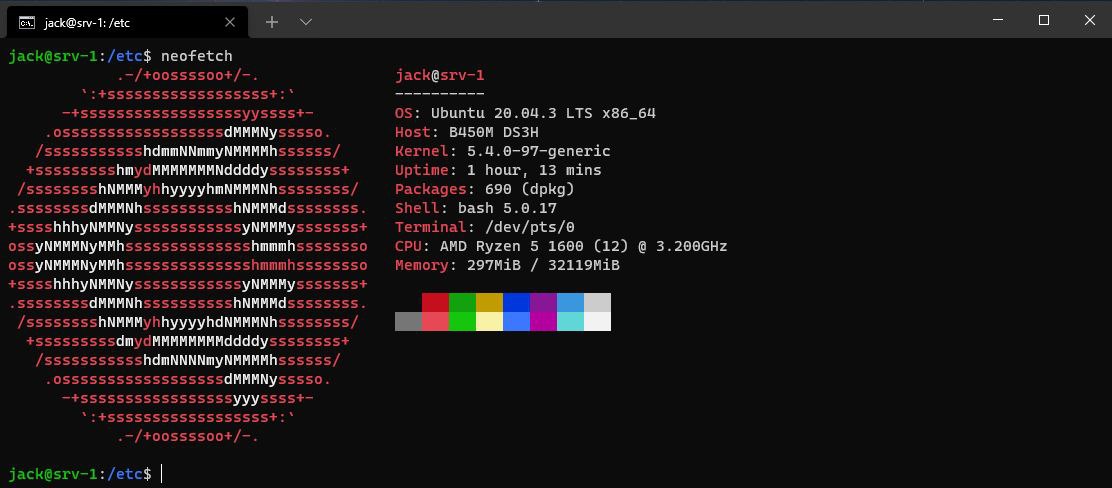 jack@srv-1: /etc
jack@srv-1:/etc$ neofetch
.-/+oossssoo+/-.
`:+ssssssssssssssssss+:`
-+ssssssssssssssssssyyssss+-
.ossssssssssssssssssdMMMNysssso.
/ssssssssssshdmmNNmmyNMMMMhssssss/
+ssssssssshmydMMMMMMMNddddyssssssss+
/sssssssshNMMMyhhyyyyhmNMMMNhssssssss/
.ssssssssdMMMNhsssssssssshNMMMdssssssss.
+sssshhhyNMMNyssssssssssssyNMMMysssssss+
ossyNMMMNyMMhsssssssssssssshmmmhssssssso
ossyNMMMNyMMhsssssssssssssshmmmhssssssso
+sssshhhyNMMNyssssssssssssyNMMMysssssss+
.ssssssssdMMMNhsssssssssshNMMMdssssssss.
/sssssssshNMMMyhhyyyyhdNMMMNhssssssss/
+sssssssssdmydMMMMMMMMddddyssssssss+
/ssssssssssshdmNNNNmyNMMMMhssssss/
.ossssssssssssssssssdMMMNysssso.
-+sssssssssssssssssyyyssss+-
`:+ssssssssssssssssss+:`
.-/+oossssoo+/-.
jack@srv-1
----------
OS: Ubuntu 20.04.3 LTS x86_64
Host: B450M DS3H
Kernel: 5.4.0-97-generic
Uptime: 1 hour, 13 mins
Packages: 690 (dpkg)
Shell: bash 5.0.17
Terminal: /dev/pts/0
CPU: AMD Ryzen 5 1600 (12) @ 3.200GHz
Memory: 297MiB / 32119MiB
jack@srv-1:/etc$